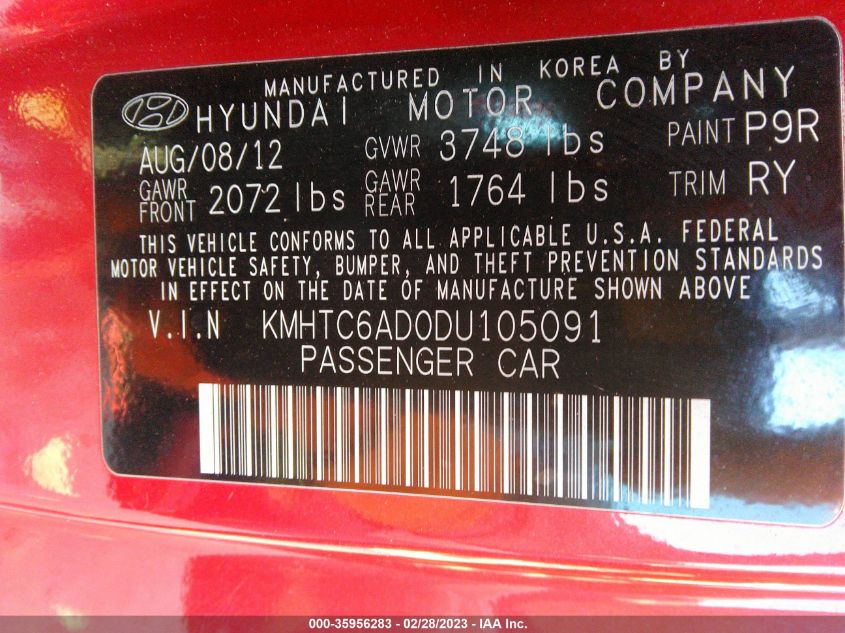 MANUFACTURED IN KOREA BY
HYUNDAI MOTOR COMPANY
AUG/08/12 GVWR 3748 lbs PAINT P9R
GAWR FRONT 2072 lbs GAWR REAR 1764 lbs TRIM RY
THIS VEHICLE CONFORMS TO ALL APPLICABLE U.S.A. FEDERAL
MOTOR VEHICLE SAFETY, BUMPER, AND THEFT PREVENTION STANDARDS
IN EFFECT ON THE DATE OF MANUFACTURE SHOWN ABOVE
V.I.N KMHTC6AD0DU105091
PASSENGER CAR
000-35956283 - 02/28/2023 - IAA Inc.